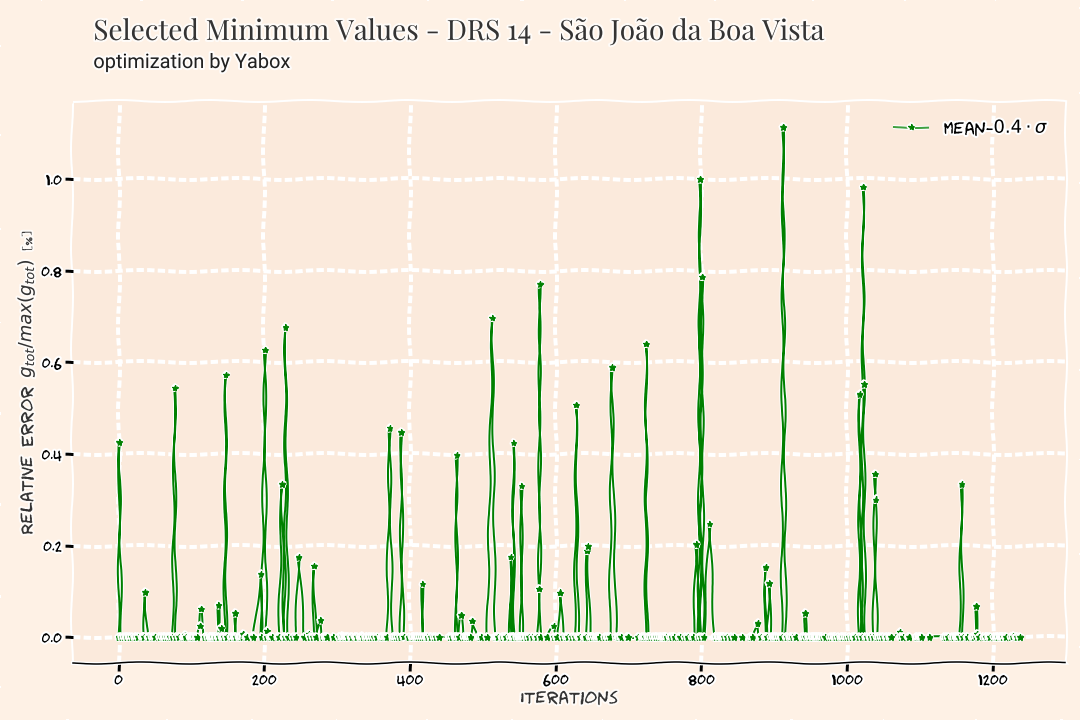 Selected Minimum Values - DRS 14 - São João da Boa Vista
optimization by Yabox
MEAN-0.4 · σ
RELATIVE ERROR g_tot/max(g_tot) [%]
1.0
0.8
0.6
0.4
0.2
0.0
0 200 400 600 800 1000 1200
ITERATIONS